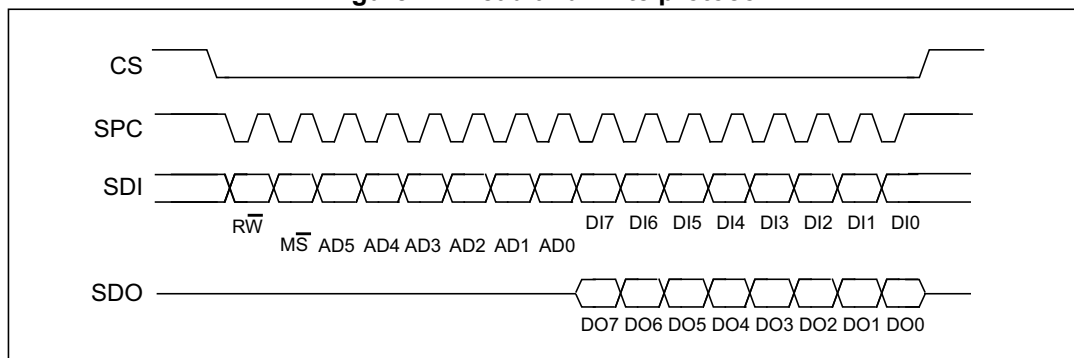 CS
SPC
SDI
RW DI7 DI6 DI5 DI4 DI3 DI2 DI1 DI0
MS AD5 AD4 AD3 AD2 AD1 AD0
SDO
DO7 DO6 DO5 DO4 DO3 DO2 DO1 DO0